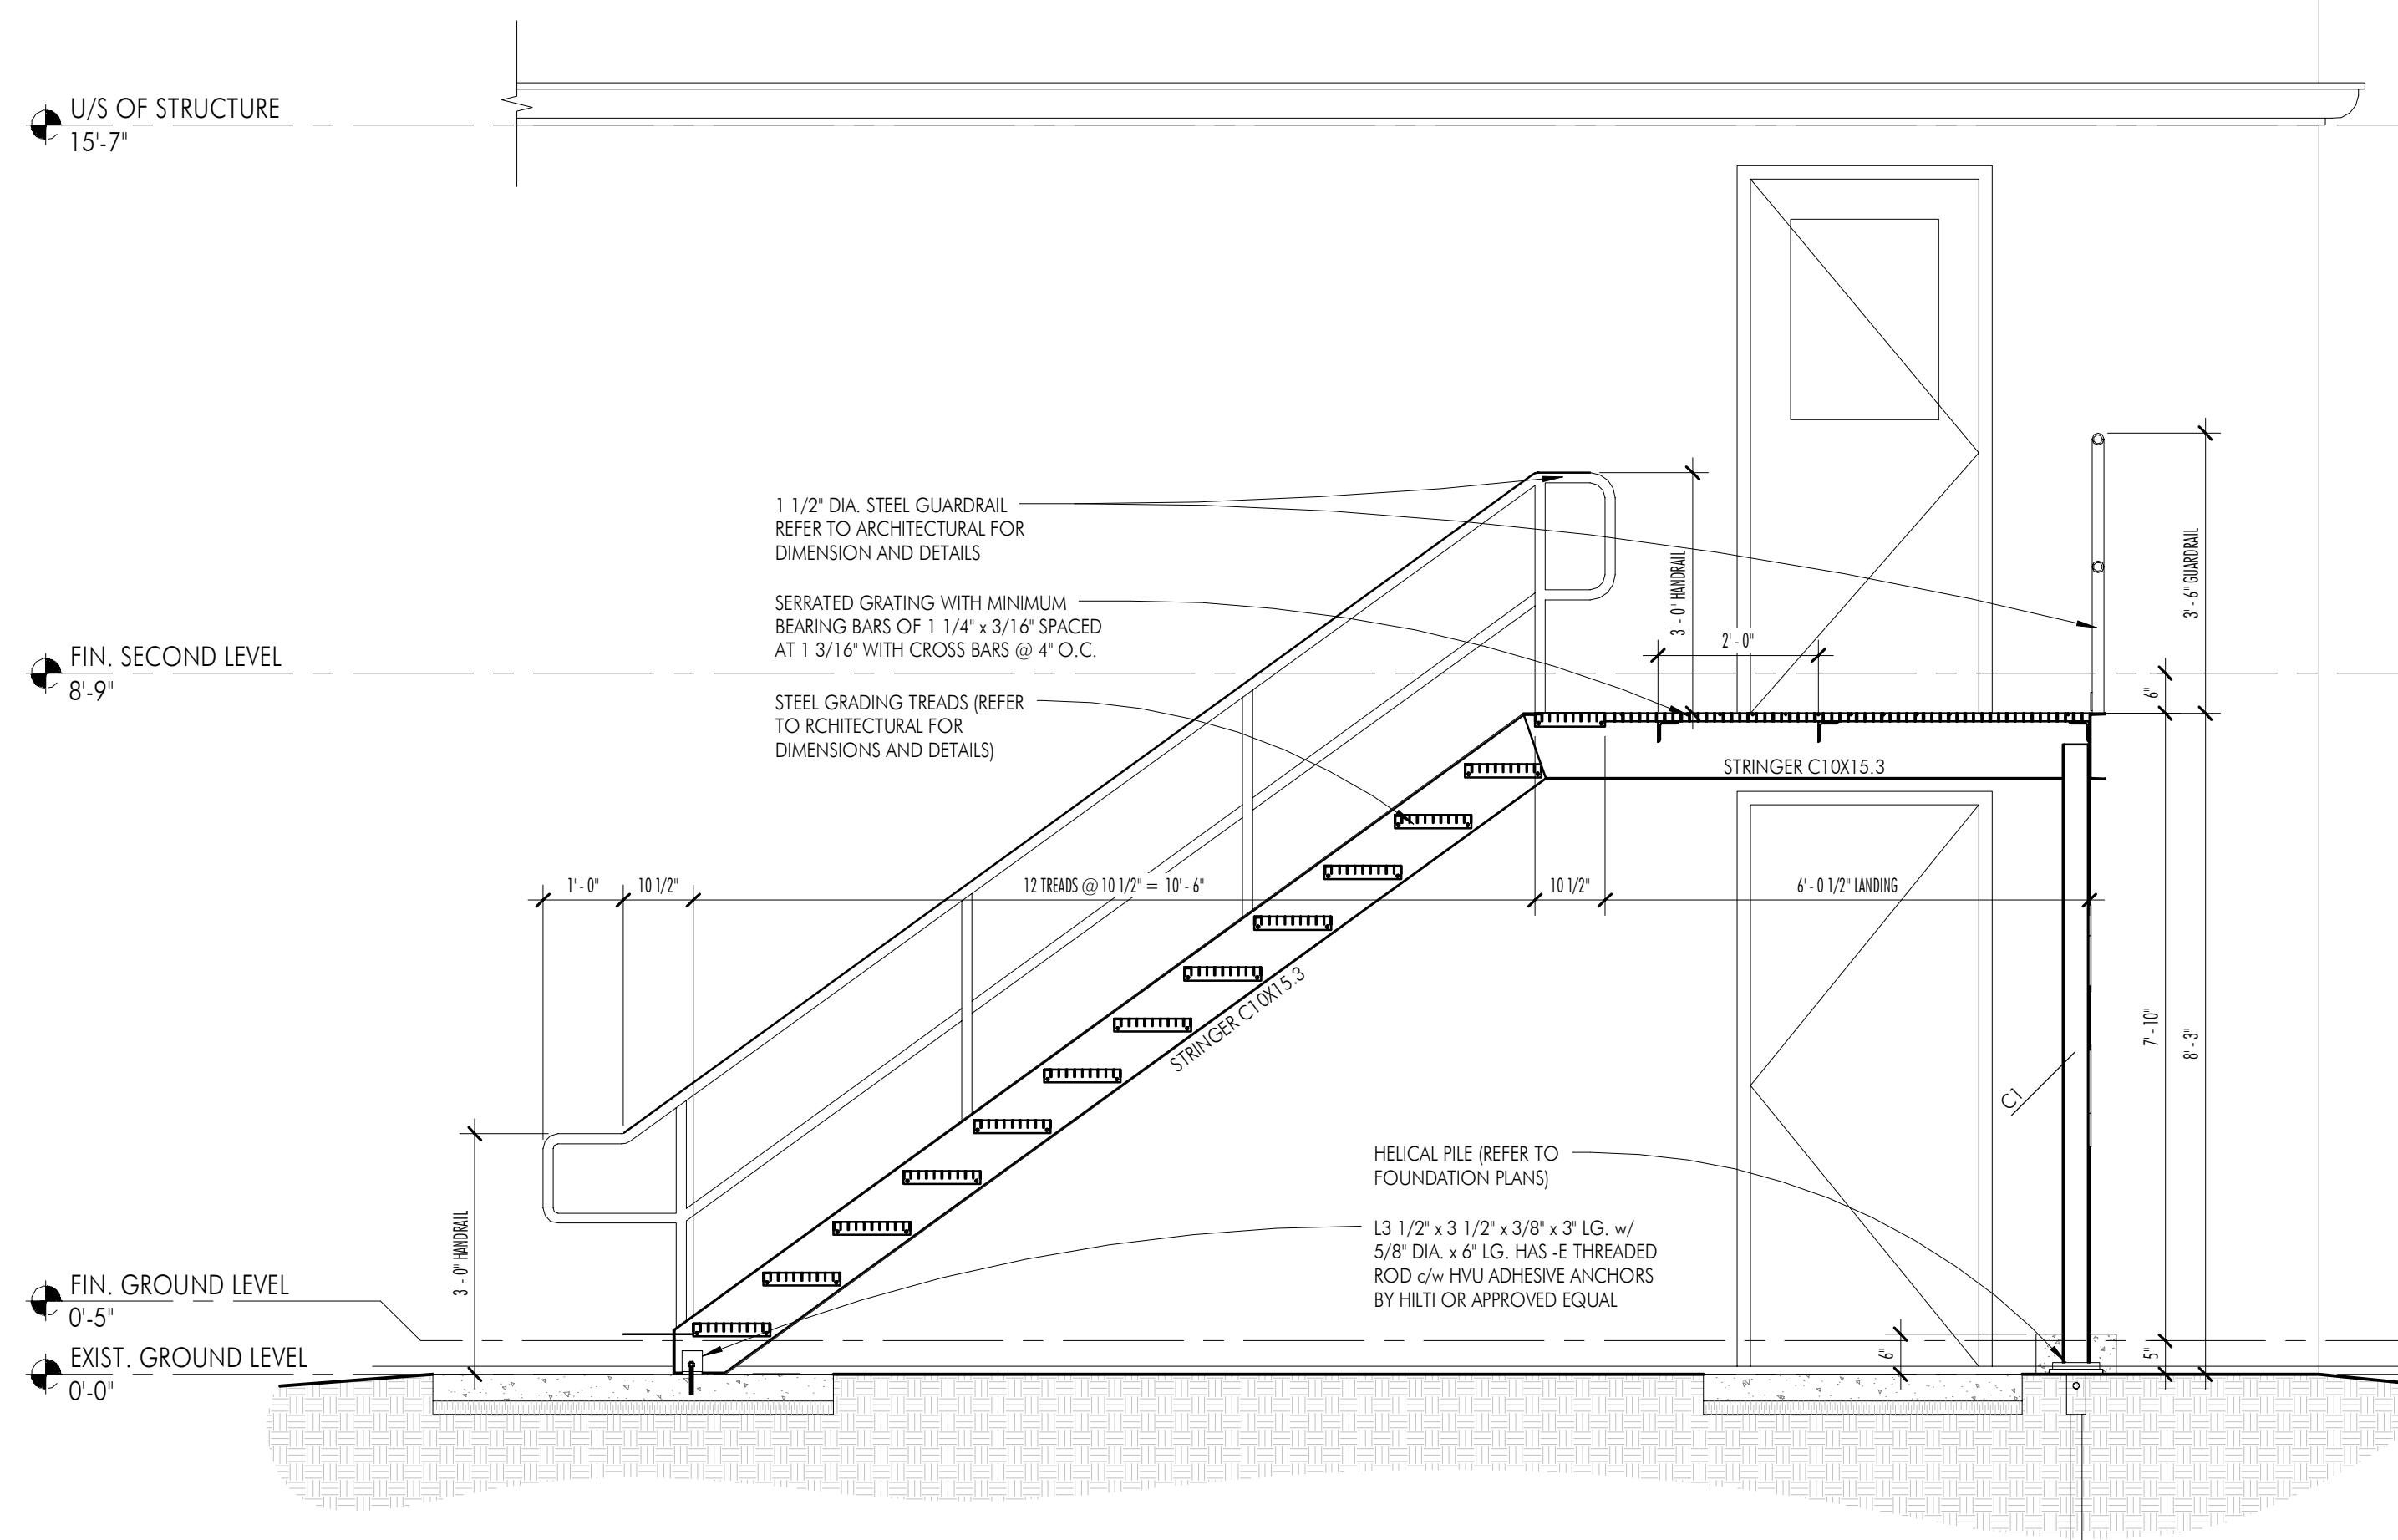 U/S OF STRUCTURE
15'-7"
1 1/2" DIA. STEEL GUARDRAIL
REFER TO ARCHITECTURAL FOR
DIMENSION AND DETAILS
SERRATED GRATING WITH MINIMUM
BEARING BARS OF 1 1/4" x 3/16" SPACED
AT 1 3/16" WITH CROSS BARS @ 4" O.C.
STEEL GRADING TREADS (REFER
TO RCHITECTURAL FOR
DIMENSIONS AND DETAILS)
3' - 0" HANDRAIL
2' - 0"
3' - 6" GUARDRAIL
FIN. SECOND LEVEL
8'-9"
6"
STRINGER C10X15.3
1' - 0"
10 1/2"
12 TREADS @ 10 1/2" = 10' - 6"
10 1/2"
6' - 0 1/2" LANDING
STRINGER C10X15.3
7' - 10"
8' - 3"
C1
HELICAL PILE (REFER TO
FOUNDATION PLANS)
L3 1/2" x 3 1/2" x 3/8" x 3" LG. w/
5/8" DIA. x 6" LG. HAS -E THREADED
ROD c/w HVU ADHESIVE ANCHORS
BY HILTI OR APPROVED EQUAL
3' - 0" HANDRAIL
FIN. GROUND LEVEL
0'-5"
6"
5"
EXIST. GROUND LEVEL
0'-0"